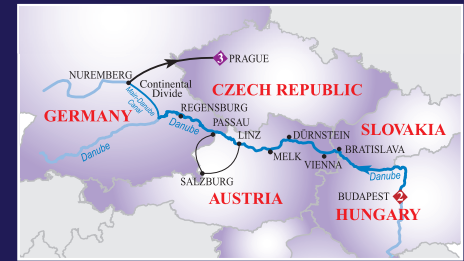 NUREMBERG
3 PRAGUE
Continental
Divide
Main-Danube
Canal
CZECH REPUBLIC
GERMANY
REGENSBURG
Danube
PASSAU
LINZ
DÜRNSTEIN
SLOVAKIA
BRATISLAVA
Danube
MELK
VIENNA
Danube
SALZBURG
AUSTRIA
BUDAPEST 2
HUNGARY